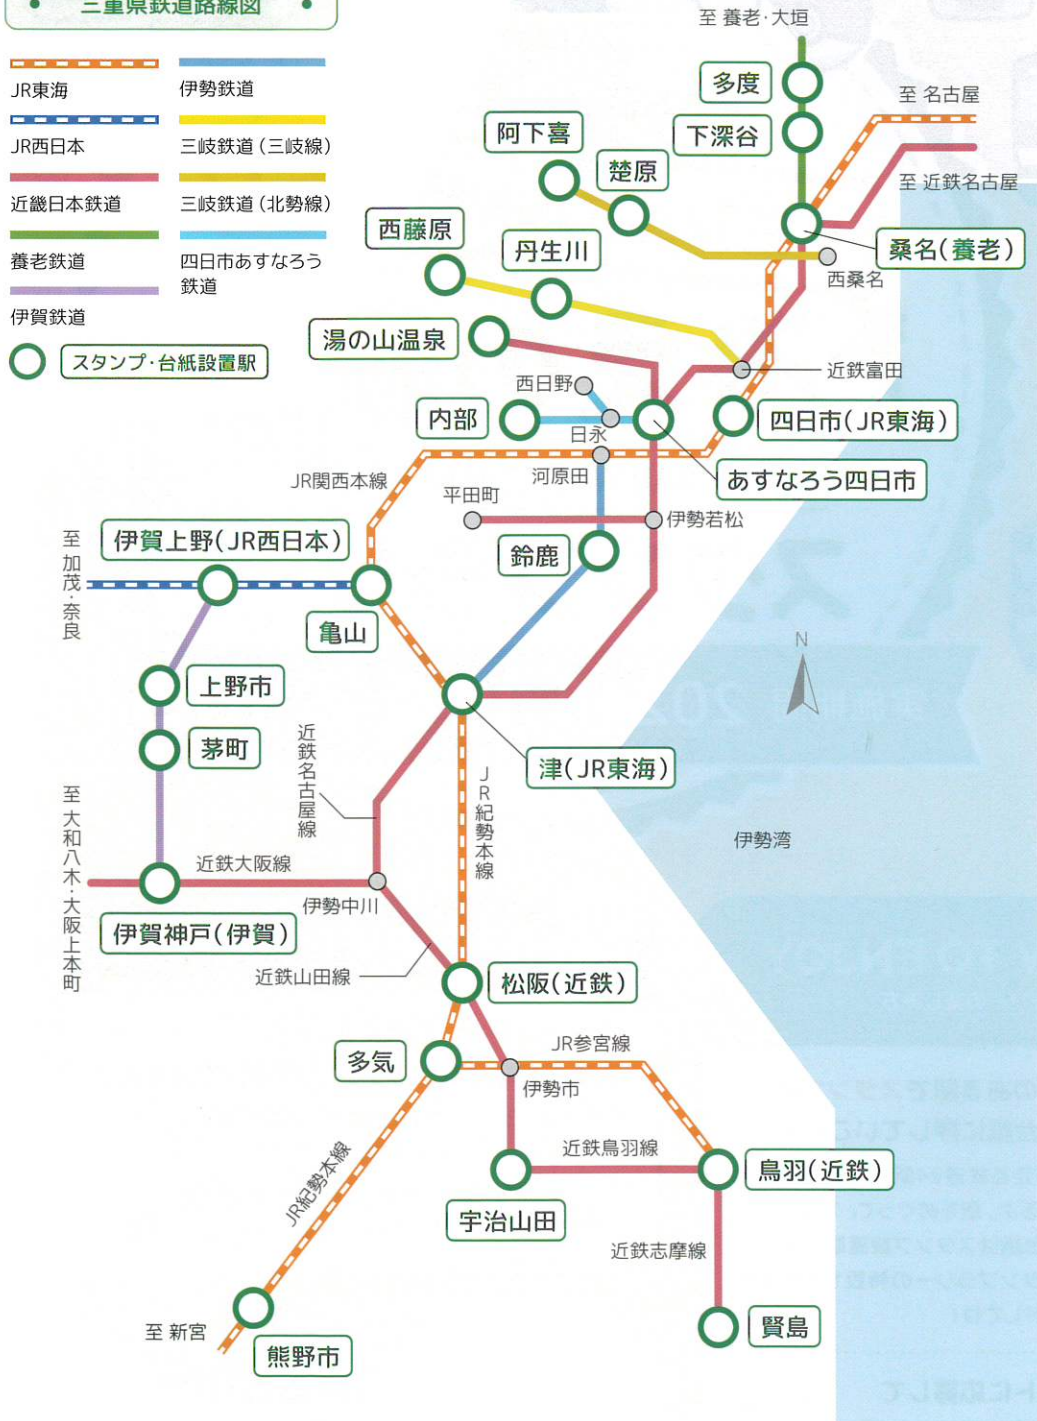 三重県鉄道路線図
JR東海
伊勢鉄道
JR西日本
三岐鉄道(三岐線)
近畿日本鉄道
三岐鉄道(北勢線)
養老鉄道
四日市あすなろう
鉄道
伊賀鉄道
スタンプ・台紙設置駅
至 養老・大垣
多度
至 名古屋
下深谷
阿下喜
楚原
至 近鉄名古屋
桑名(養老)
西桑名
西藤原
丹生川
湯の山温泉
近鉄富田
西日野
内部
日永
四日市(JR東海)
JR関西本線
河原田
あすなろう四日市
平田町
伊勢若松
至 加茂・奈良
伊賀上野(JR西日本)
鈴鹿
亀山
N
上野市
茅町
近鉄名古屋線
津(JR東海)
JR紀勢本線
伊勢湾
至 大和八木・大阪上本町
近鉄大阪線
伊勢中川
伊賀神戸(伊賀)
近鉄山田線
松阪(近鉄)
多気
JR参宮線
伊勢市
近鉄鳥羽線
鳥羽(近鉄)
宇治山田
JR紀勢本線
近鉄志摩線
至 新宮
熊野市
賢島